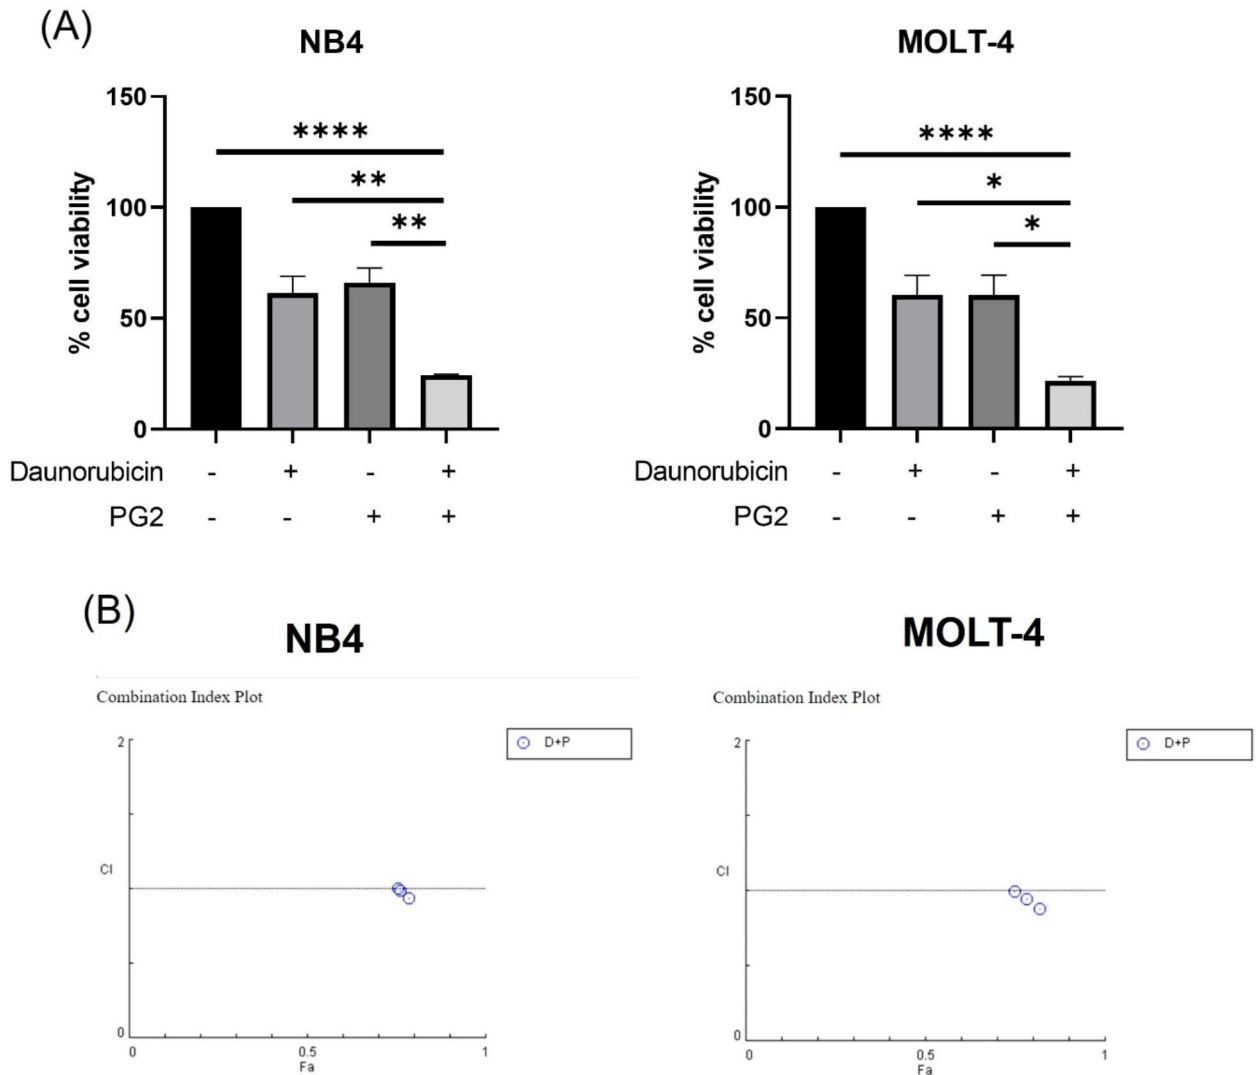 (A)
NB4
150
100
50
0
% cell viability
****
**
**
Daunorubicin - + - +
PG2 - - + +
MOLT-4
150
100
50
0
% cell viability
****
*
*
Daunorubicin - + - +
PG2 - - + +
(B)
NB4
Combination Index Plot
D+P
2
CI
0
0 0.5 1
Fa
MOLT-4
Combination Index Plot
D+P
2
CI
0
0 0.5 1
Fa